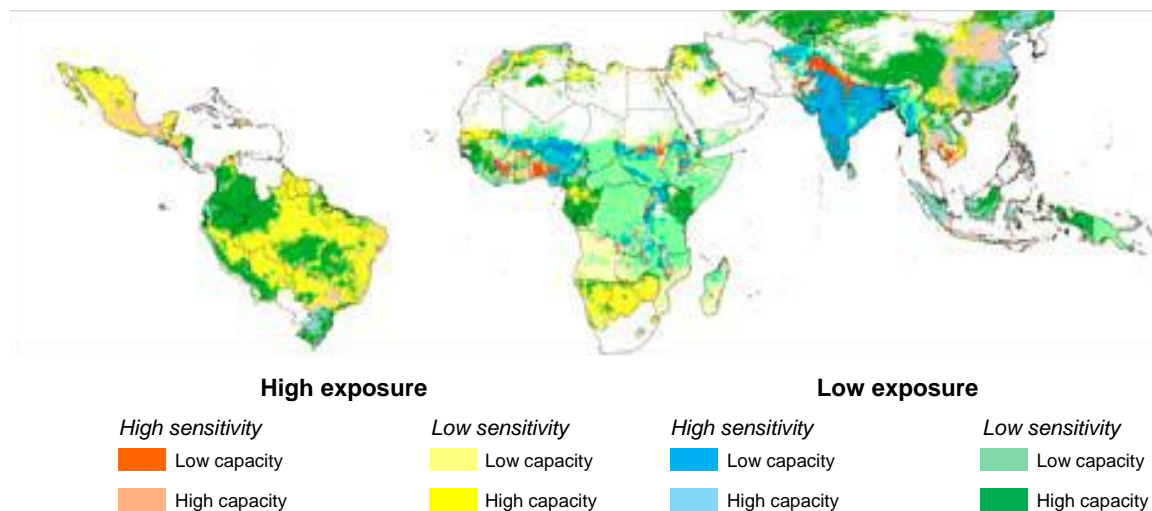 High exposure Low exposure
High sensitivity Low sensitivity High sensitivity Low sensitivity
Low capacity Low capacity Low capacity Low capacity
High capacity High capacity High capacity High capacity